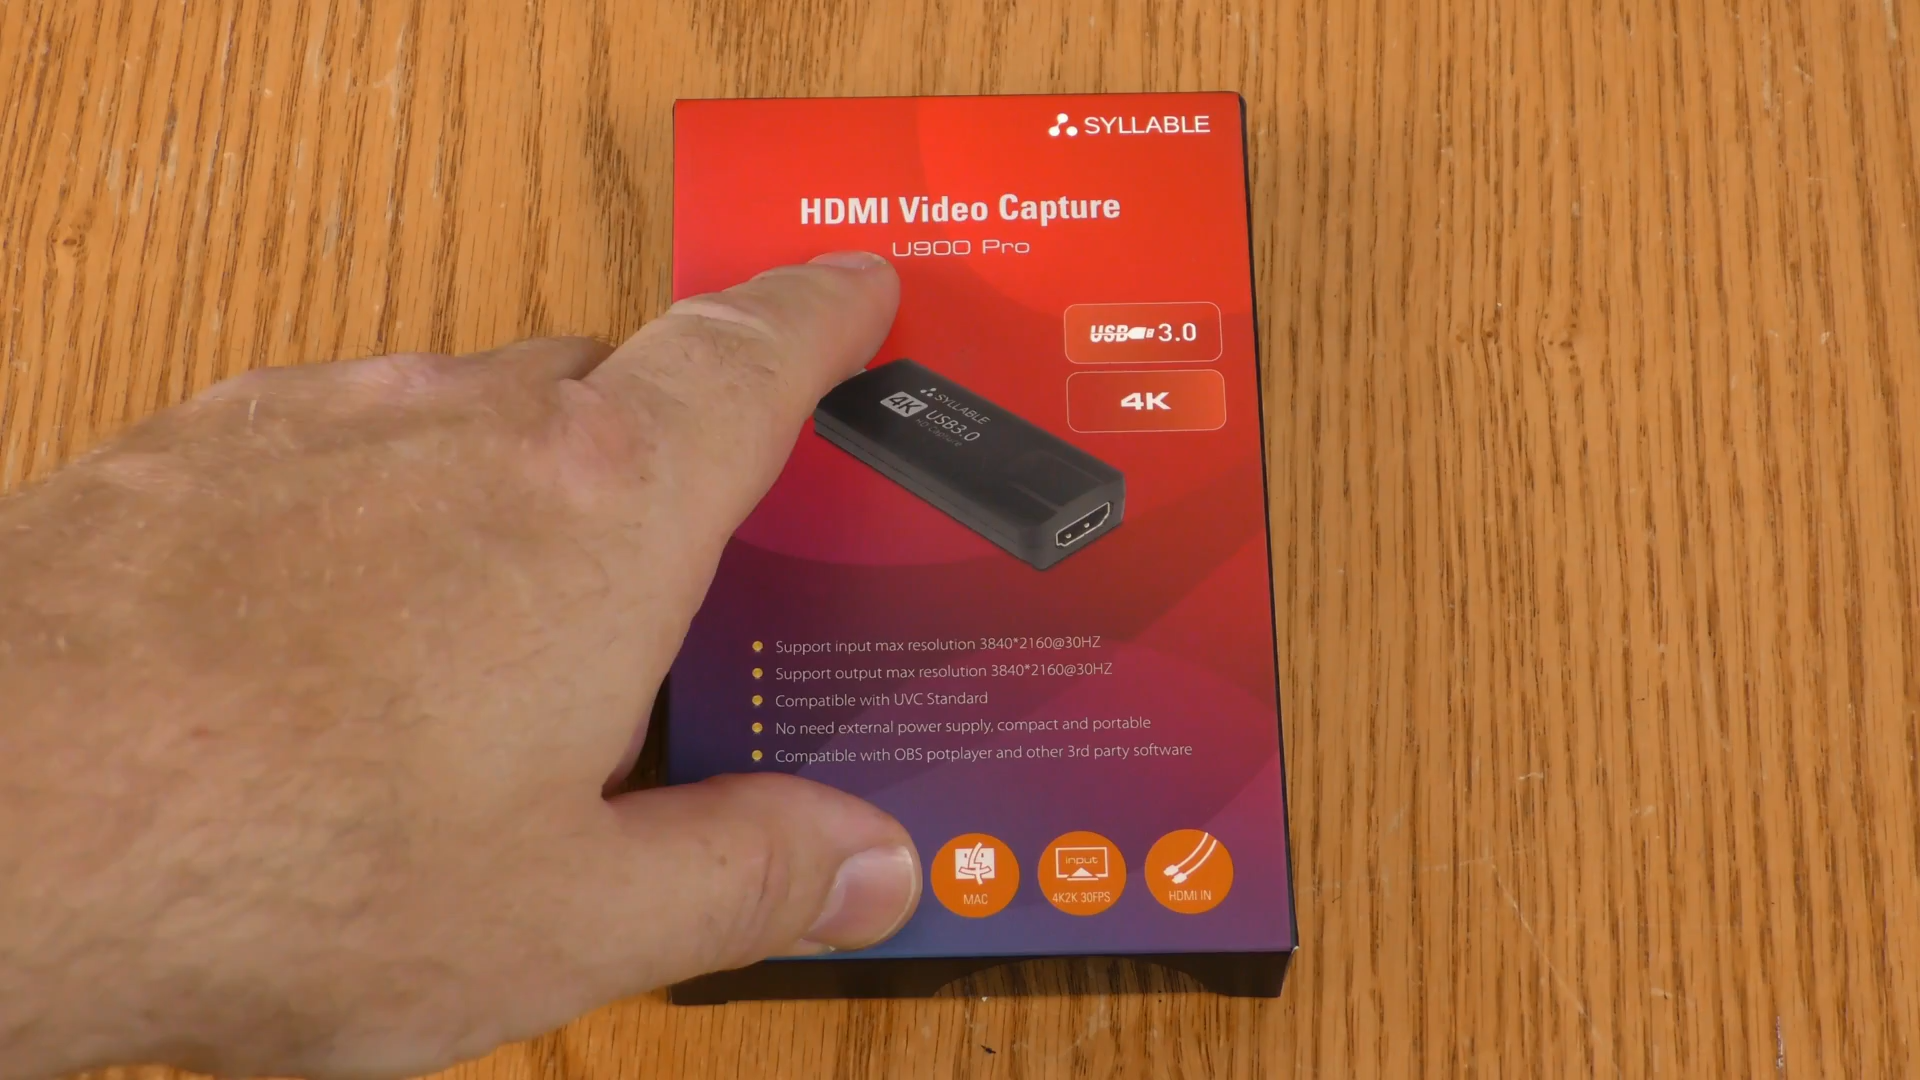 SYLLABLE
HDMI Video Capture
U900 Pro
USB 3.0
4K
SYLLABLE
4K USB3.0
HD Capture
Support input max resolution 3840*2160@30HZ
Support output max resolution 3840*2160@30HZ
Compatible with UVC Standard
No need external power supply, compact and portable
Compatible with OBS potplayer and other 3rd party software
MAC
input
4K2K 30FPS
HDMI IN